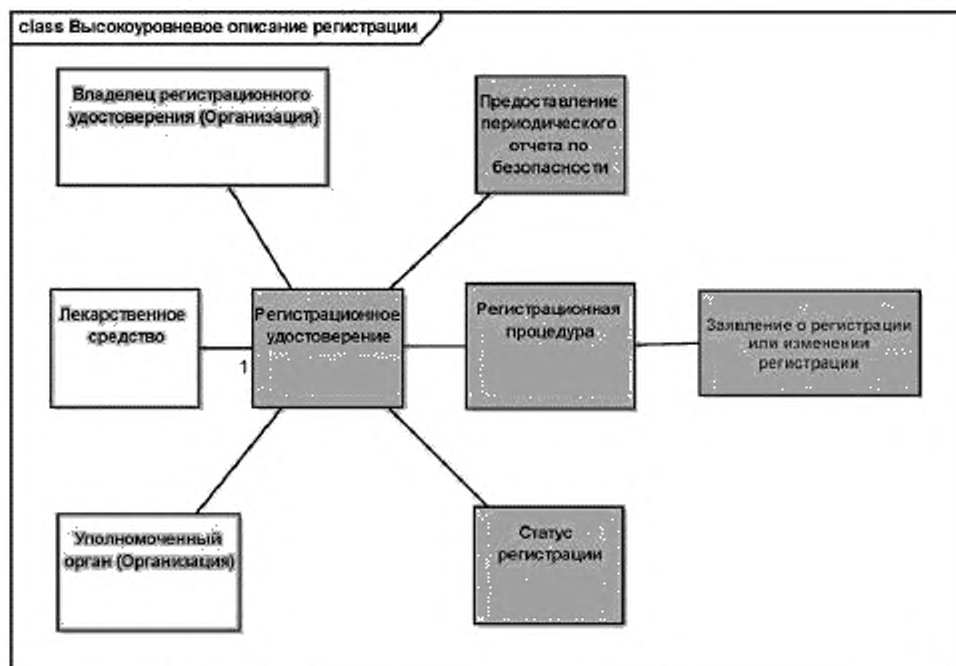 class Высокоуровневое описание регистрации
Владелец регистрационного
удостоверения (Организация)
Предоставление
периодического
отчета по
безопасности
Лекарственное
средство
1
Регистрационное
удостоверение
Регистрационная
процедура
Заявление о регистрации
или изменении
регистрации
Уполномоченный
орган (Организация)
Статус
регистрации